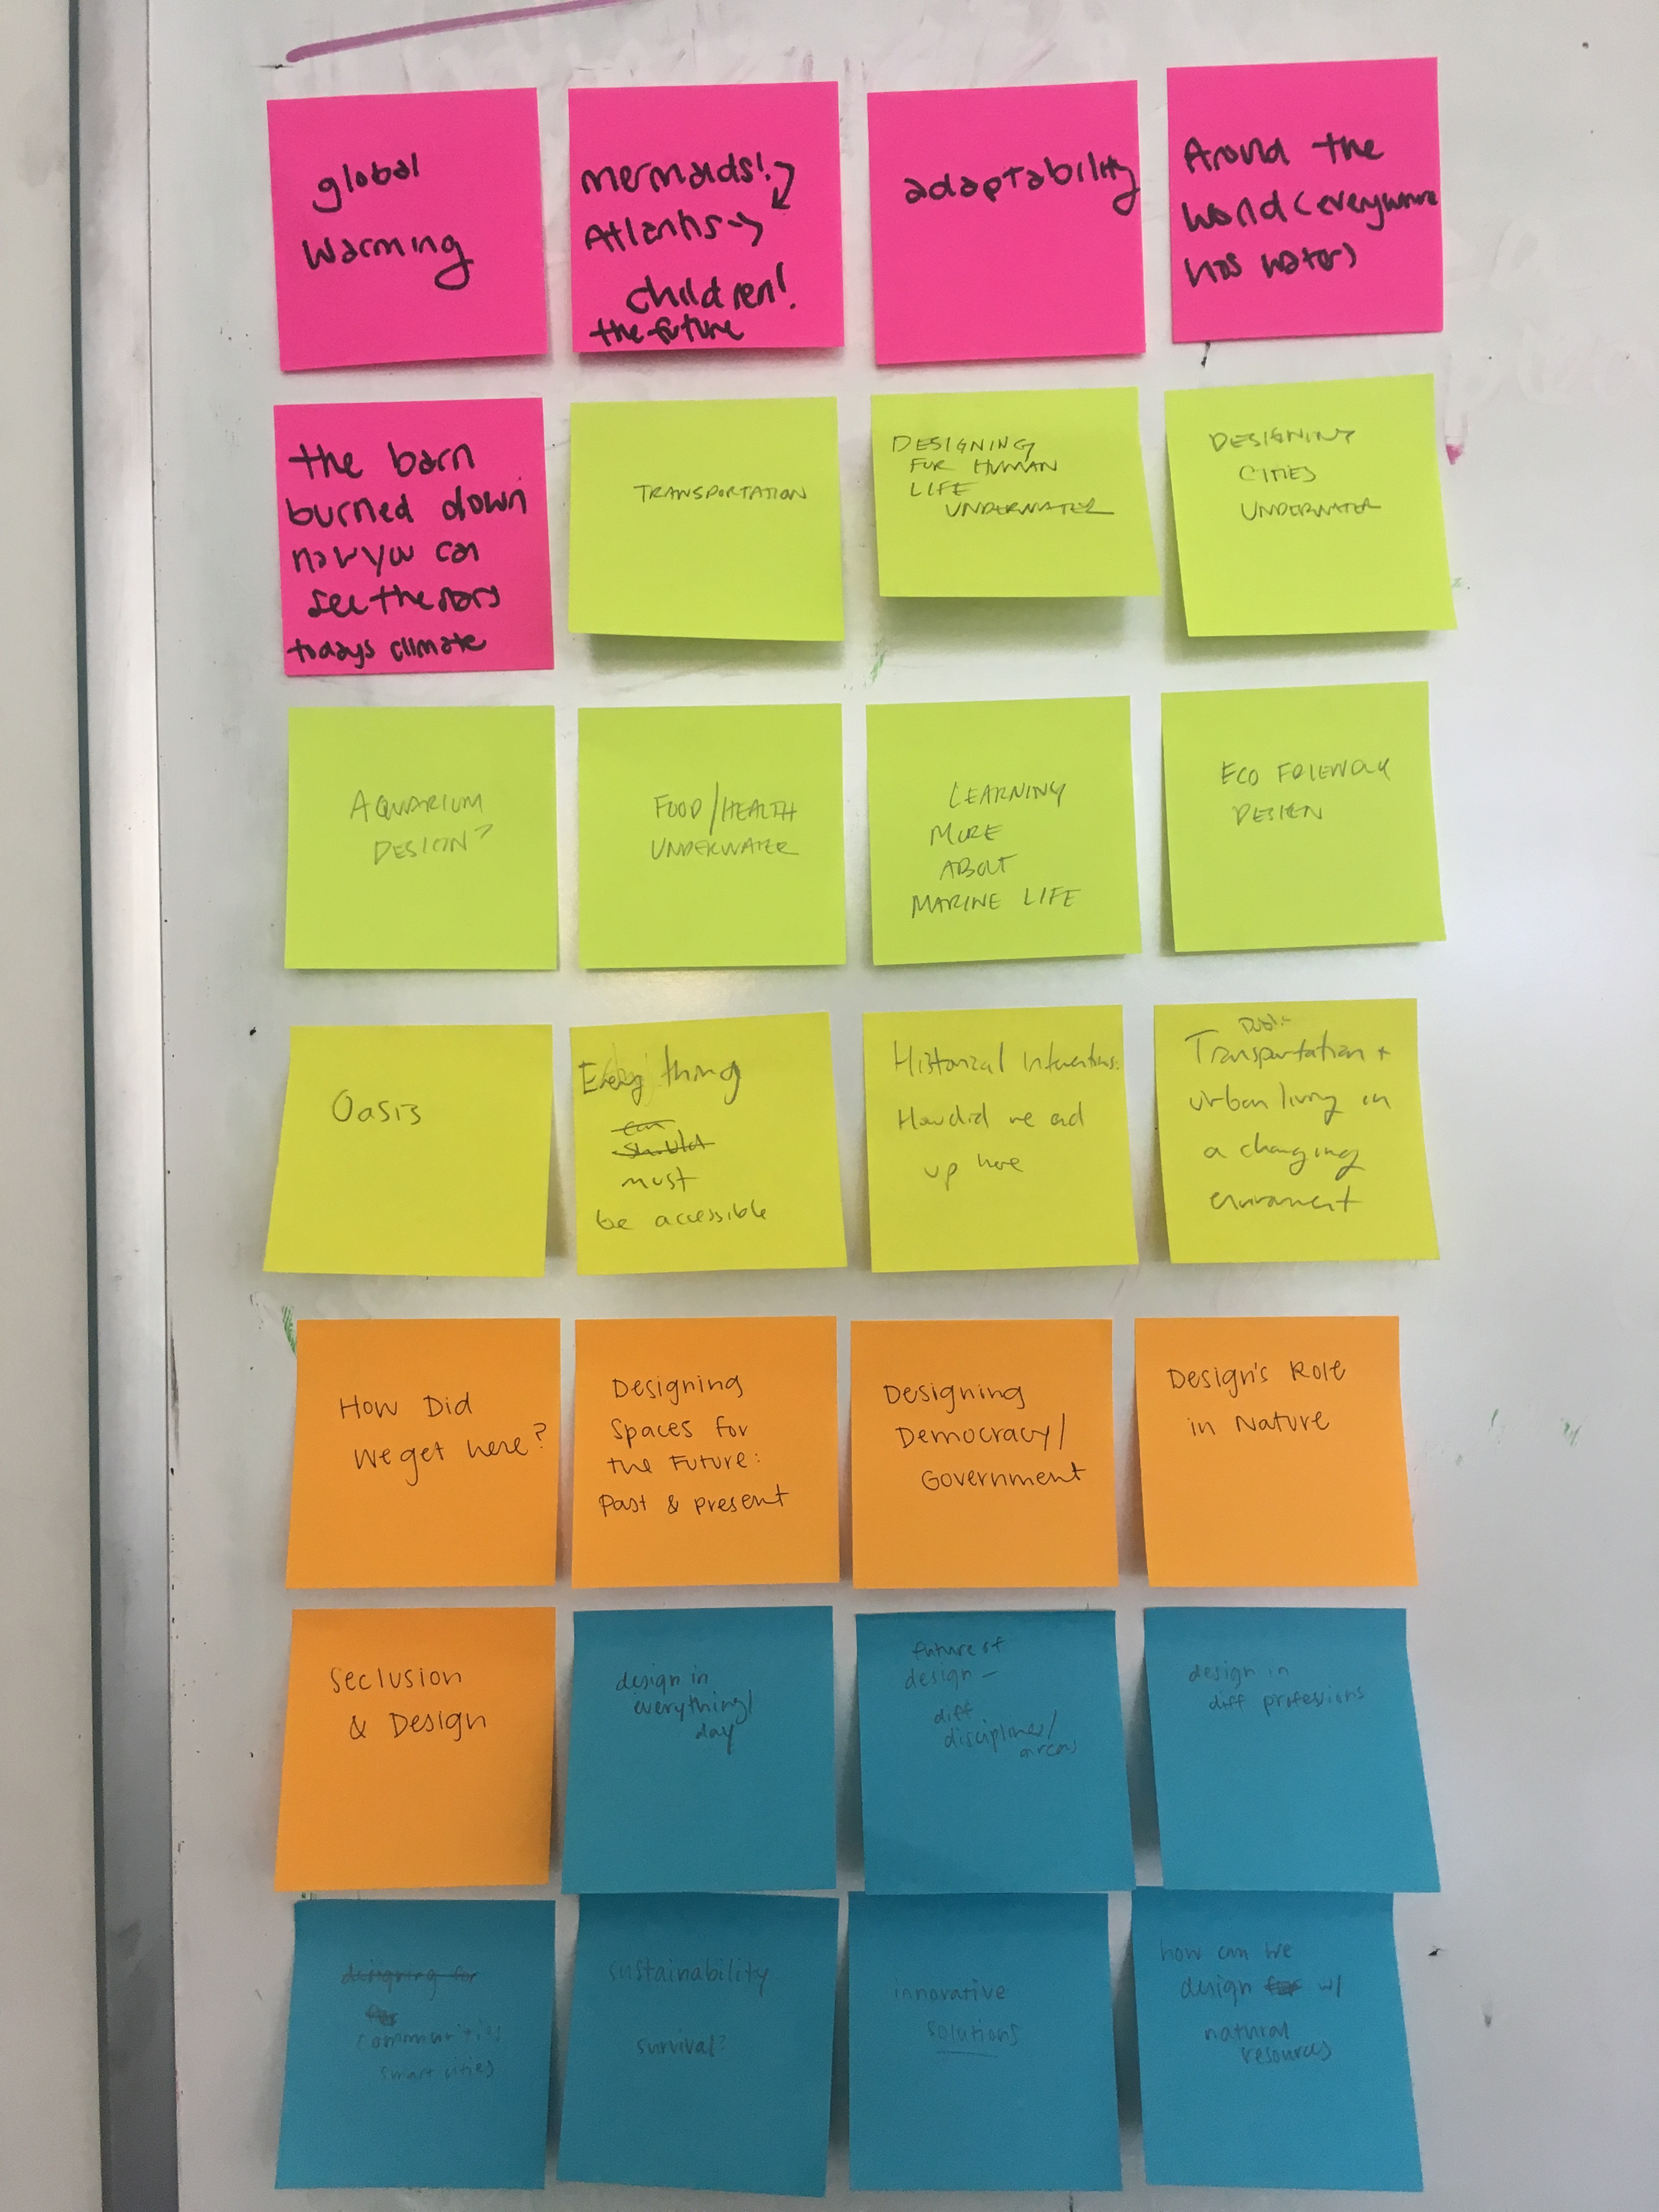 global
warming
mermaids!
Atlantis
children!
the future
adaptability
Around the
world (everywhere
has water)
the barn
burned down
now you can
see the stars
todays climate
TRANSPORTATION
DESIGNING
FOR HUMAN
LIFE
UNDERWATER
DESIGNING
CITIES
UNDERWATER
AQUARIUM
DESIGN?
FOOD/HEALTH
UNDERWATER
LEARNING
MORE
ABOUT
MARINE LIFE
ECO FRIENDLY
DESIGN
Oasis
Everything
can
should
must
be accessible
Historical
How did we end
up here
Public
Transportation +
urban living in
a changing
environment
How Did
we get here?
Designing
Spaces for
the Future:
Past & present
Designing
Democracy/
Government
Design's Role
in Nature
Seclusion
& Design
design in
everything/
day
future of
design –
diff
disciplines/
areas
design in
diff professions
designing for
communities
smart cities
sustainability
survival?
innovative
solutions
how can we
design for w/
natural
resources